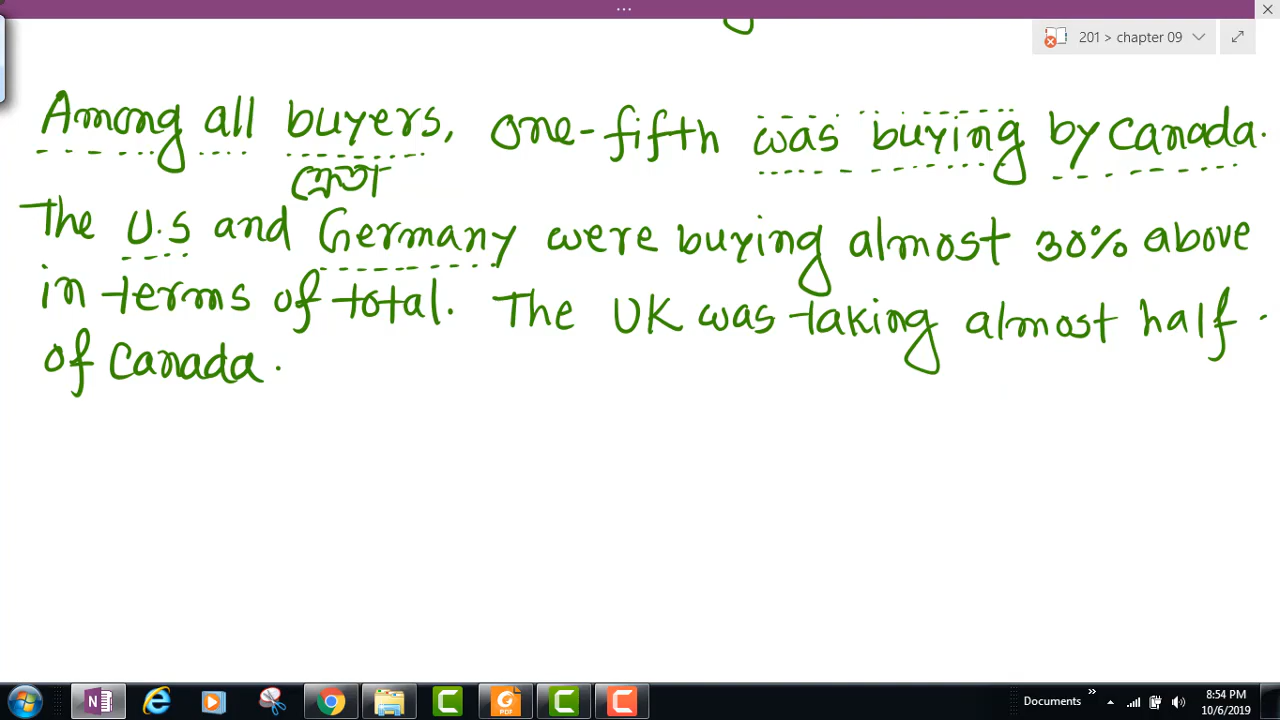 201 > chapter 09
Among all buyers, one-fifth was buying by Canada.
ক্রেতা
The U.S and Germany were buying almost 30% above
in terms of total. The UK was taking almost half
of Canada.
Documents
8:54 PM
10/6/2019